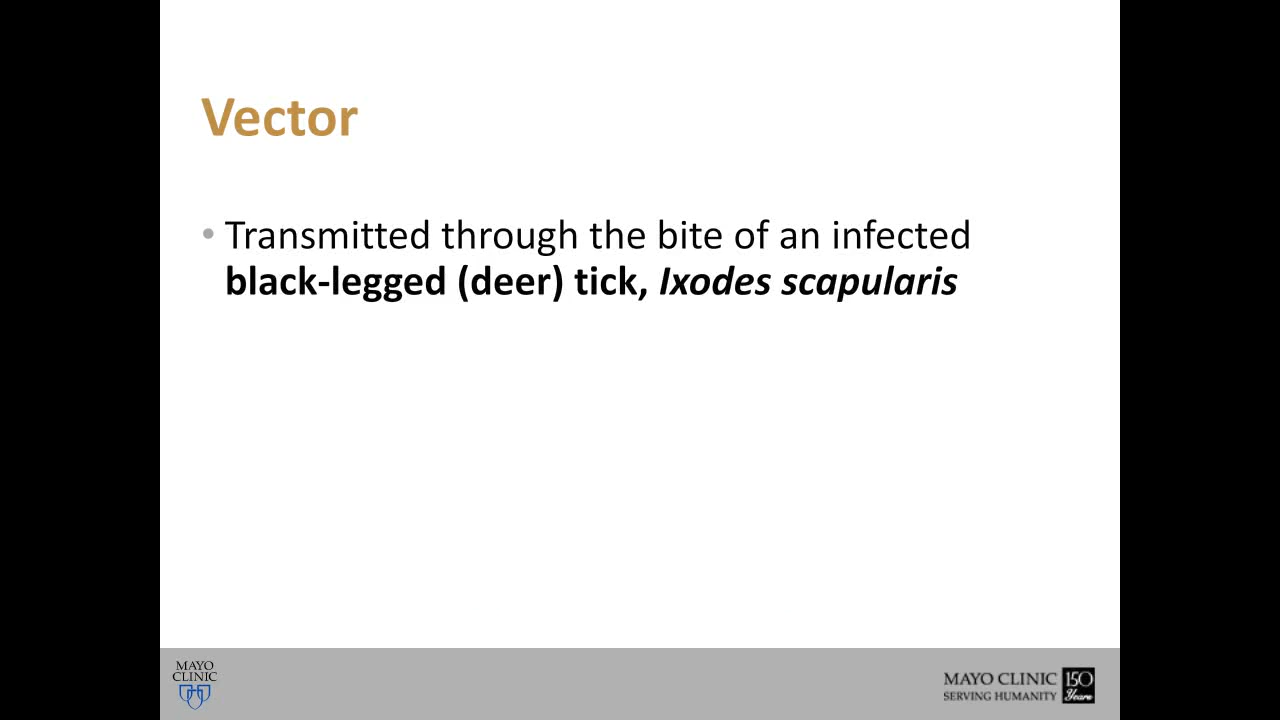 Vector
• Transmitted through the bite of an infected
black-legged (deer) tick, Ixodes scapularis
MAYO
CLINIC
MAYO CLINIC
SERVING HUMANITY
150
Years